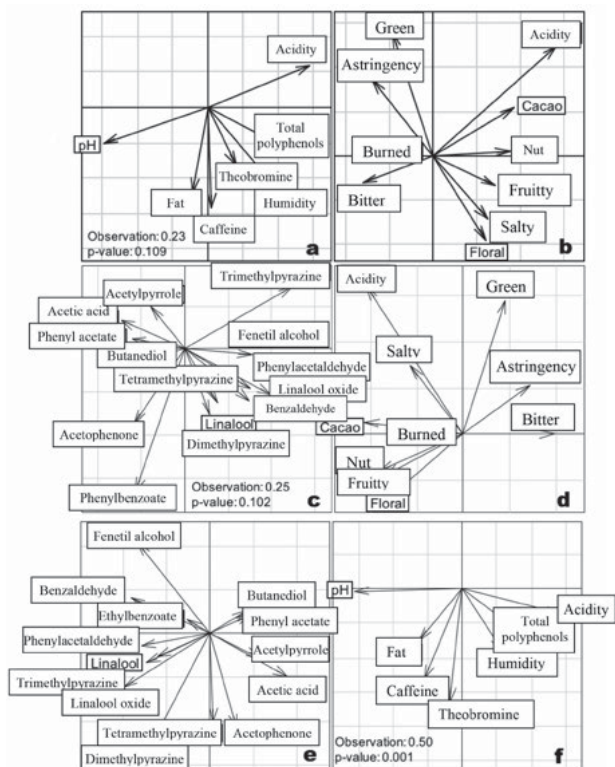 Acidity
pH
Total
polyphenols
Theobromine
Fat
Humidity
Caffeine
Observation: 0.23
p-value: 0.109
a
Green
Acidity
Astringency
Cacao
Burned
Nut
Bitter
Fruitty
Salty
Floral
b
Trimethylpyrazine
Acetylpyrrole
Acetic acid
Phenyl acetate
Fenetil alcohol
Butanediol
Phenylacetaldehyde
Tetramethylpyrazine
Linalool oxide
Benzaldehyde
Linalool
Acetophenone
Dimethylpyrazine
Phenylbenzoate
Observation: 0.25
p-value: 0.102
c
Acidity
Green
Salty
Astringency
Bitter
Cacao
Burned
Nut
Fruitty
Floral
d
Fenetil alcohol
Benzaldehyde
Butanediol
Ethylbenzoate
Phenyl acetate
Phenylacetaldehyde
Acetylpyrrole
Linalool
Trimethylpyrazine
Acetic acid
Linalool oxide
Tetramethylpyrazine
Acetophenone
Dimethylpyrazine
e
pH
Acidity
Total
polyphenols
Fat
Humidity
Caffeine
Theobromine
Observation: 0.50
p-value: 0.001
f